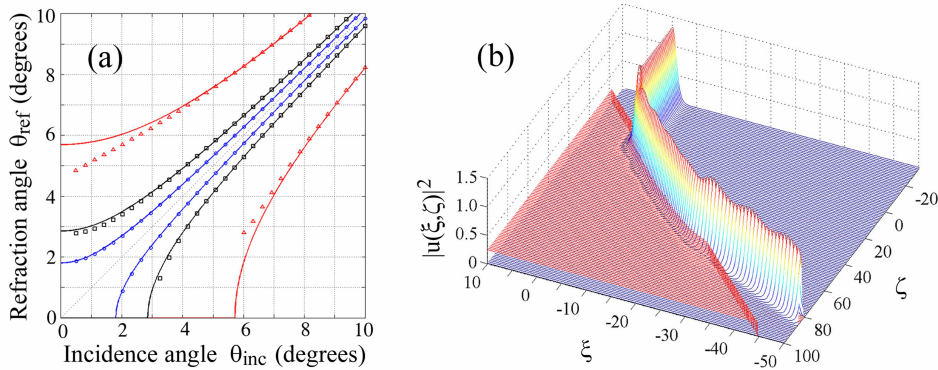 (a)
Refraction angle θref (degrees)
10
8
6
4
2
0
0 2 4 6 8 10
Incidence angle θinc (degrees)
(b)
|u(ξ,ζ)|²
1.5
1
0.5
0
10 0 -10 -20 -30 -40 -50
ξ
-20
0
20
40
60
80
100
ζ